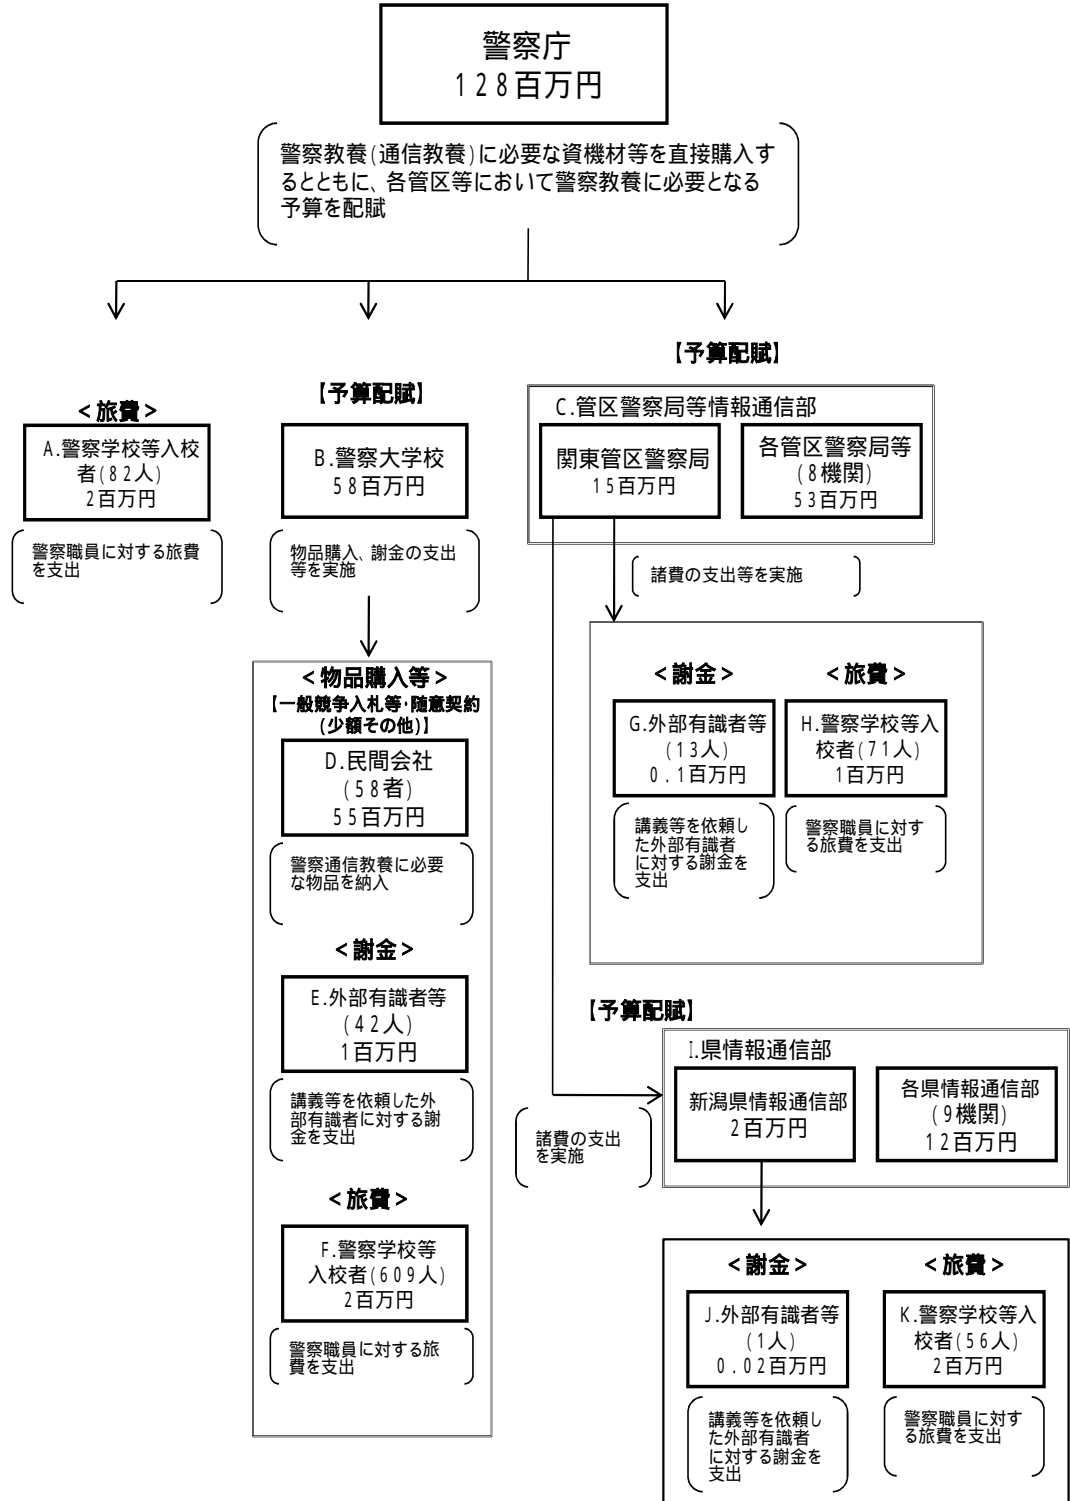 警察庁
128百万円
警察教養(通信教養)に必要な資機材等を直接購入す
るとともに、各管区等において警察教養に必要となる
予算を配賦
<旅費>
A.警察学校等入校
者(82人)
2百万円
警察職員に対する旅費
を支出
【予算配賦】
B.警察大学校
58百万円
物品購入、謝金の支出
等を実施
<物品購入等>
【一般競争入札等・随意契約
(少額その他)】
D.民間会社
(58者)
55百万円
警察通信教養に必要
な物品を納入
<謝金>
E.外部有識者等
(42人)
1百万円
講義等を依頼した外
部有識者に対する謝
金を支出
<旅費>
F.警察学校等
入校者(609人)
2百万円
警察職員に対する旅
費を支出
【予算配賦】
C.管区警察局等情報通信部
関東管区警察局
15百万円
各管区警察局等
(8機関)
53百万円
諸費の支出等を実施
<謝金>
G.外部有識者等
(13人)
0.1百万円
講義等を依頼し
た外部有識者
に対する謝金を
支出
<旅費>
H.警察学校等入
校者(71人)
1百万円
警察職員に対す
る旅費を支出
【予算配賦】
I.県情報通信部
新潟県情報通信部
2百万円
各県情報通信部
(9機関)
12百万円
諸費の支出
を実施
<謝金>
J.外部有識者等
(1人)
0.02百万円
講義等を依頼し
た外部有識者
に対する謝金を
支出
<旅費>
K.警察学校等入
校者(56人)
2百万円
警察職員に対す
る旅費を支出